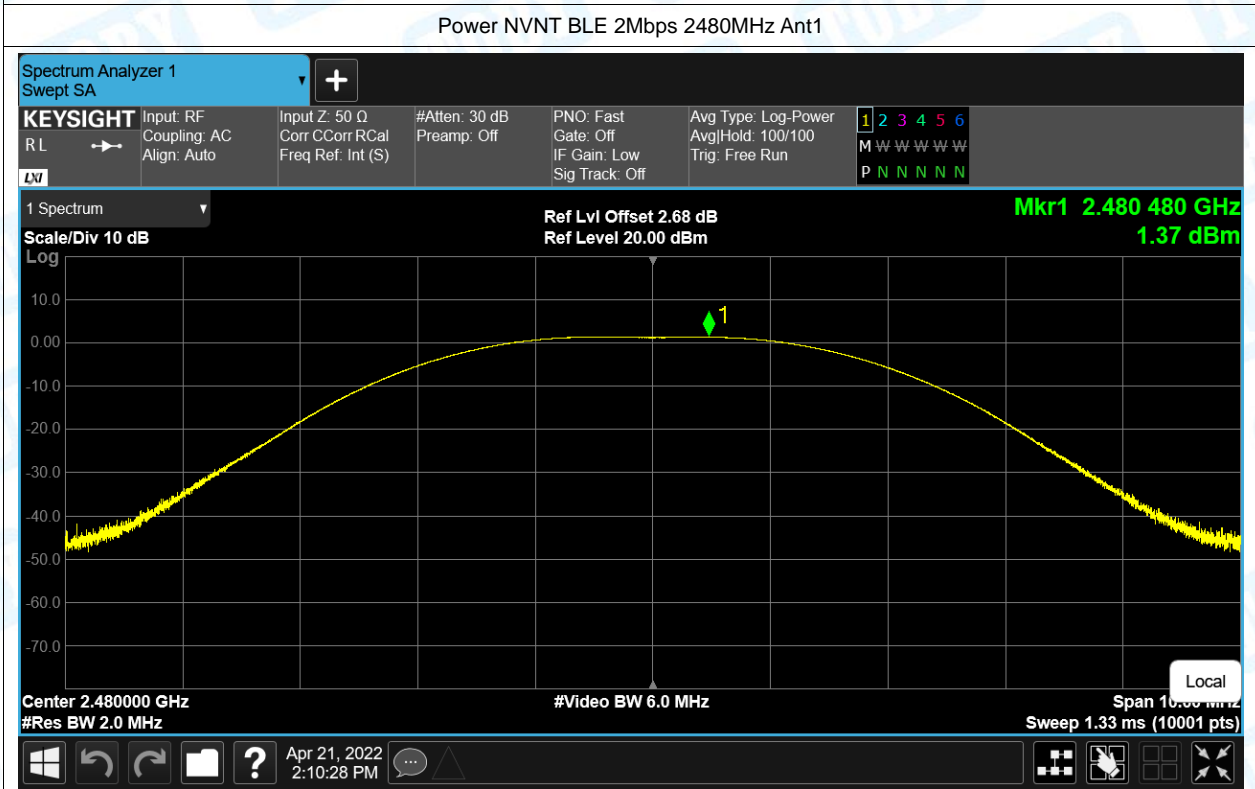 Power NVNT BLE 2Mbps 2480MHz Ant1
Spectrum Analyzer 1
Swept SA
KEYSIGHT
R L
LXI
Input: RF
Coupling: AC
Align: Auto
Input Z: 50 Ω
Corr CCorr RCal
Freq Ref: Int (S)
#Atten: 30 dB
Preamp: Off
PNO: Fast
Gate: Off
IF Gain: Low
Sig Track: Off
Avg Type: Log-Power
Avg|Hold: 100/100
Trig: Free Run
1 2 3 4 5 6
M W W W W W
P N N N N N
1 Spectrum
Scale/Div 10 dB
Ref Lvl Offset 2.68 dB
Ref Level 20.00 dBm
Mkr1 2.480 480 GHz
1.37 dBm
Log
10.0
0.00
-10.0
-20.0
-30.0
-40.0
-50.0
-60.0
-70.0
1
Center 2.480000 GHz
#Res BW 2.0 MHz
#Video BW 6.0 MHz
Local
Span 10.00 MHz
Sweep 1.33 ms (10001 pts)
?
Apr 21, 2022
2:10:28 PM